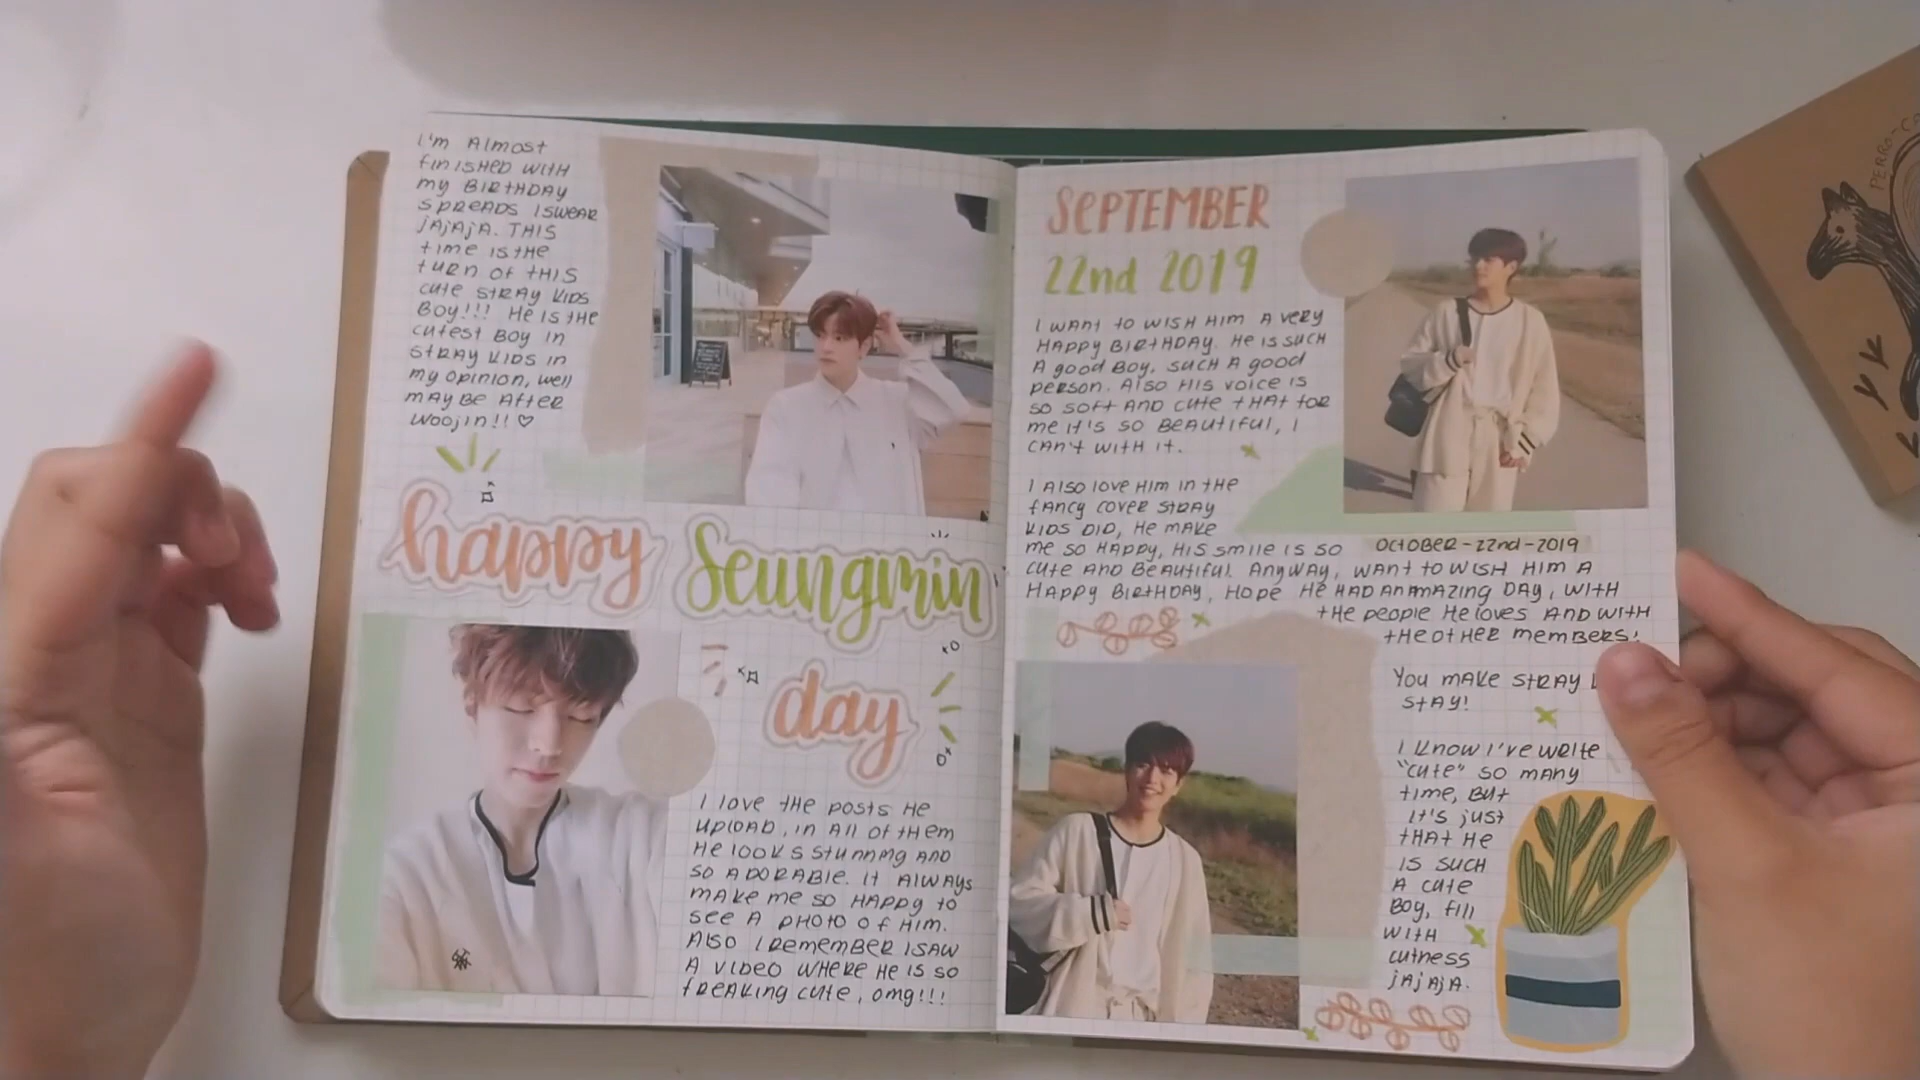 I'm Almost
finished with
my Birthday
spreads I swear
jAjAjA. This
time is the
turn of this
cute Stray Kids
Boy!!! He is the
cutest Boy in
Stray Kids in
my opinion, well
maybe After
Woojin!! ♡
happy Seungmin
day
I love the posts he
upload, in All of them
He looks stunning and
so Adorable. It Always
make me so Happy to
see A photo of him.
Also I remember I saw
A video where he is so
freaking cute, omg!!!
September
22nd 2019
I want to wish Him A very
Happy Birthday. He is such
A good Boy, such A good
person. Also His voice is
so soft and cute that for
me it's so Beautiful, I
can't with it.
I Also love Him in the
fancy cover Stray
Kids Did, He make
me so Happy, His smile is so
cute and Beautiful. Anyway, want to wish Him A
Happy Birthday, Hope He Had An Amazing Day, with
the people He loves and with
the other members!
October-22nd-2019
You make Stray
Stay!
I know I've write
"cute" so many
time, But
it's just
that He
is such
A cute
Boy, fill
with
cutness
jAjAjA.
PERRO-